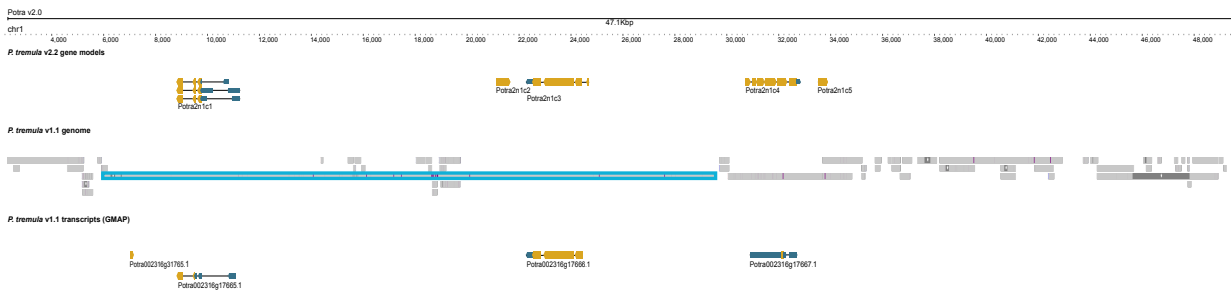 Potra v2.0
47.1Kbp
chr1
4,000 6,000 8,000 10,000 12,000 14,000 16,000 18,000 20,000 22,000 24,000 26,000 28,000 30,000 32,000 34,000 36,000 38,000 40,000 42,000 44,000 46,000 48,000
P. tremula v2.2 gene models
Potra2n1c1
Potra2n1c2
Potra2n1c3
Potra2n1c4
Potra2n1c5
P. tremula v1.1 genome
P. tremula v1.1 transcripts (GMAP)
Potra002316g31765.1
Potra002316g17665.1
Potra002316g17666.1
Potra002316g17667.1